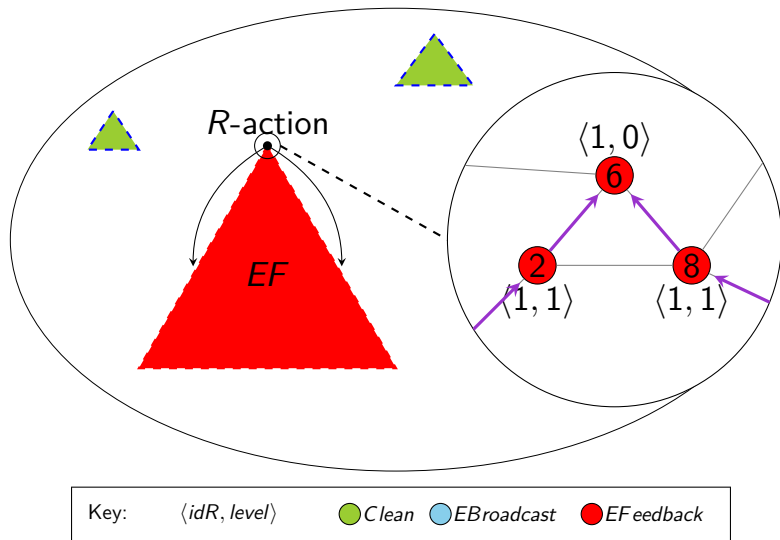 R-action
EF
⟨1, 0⟩
6
2
8
⟨1, 1⟩
⟨1, 1⟩
Key: ⟨idR, level⟩ Clean EBroadcast EFeedback